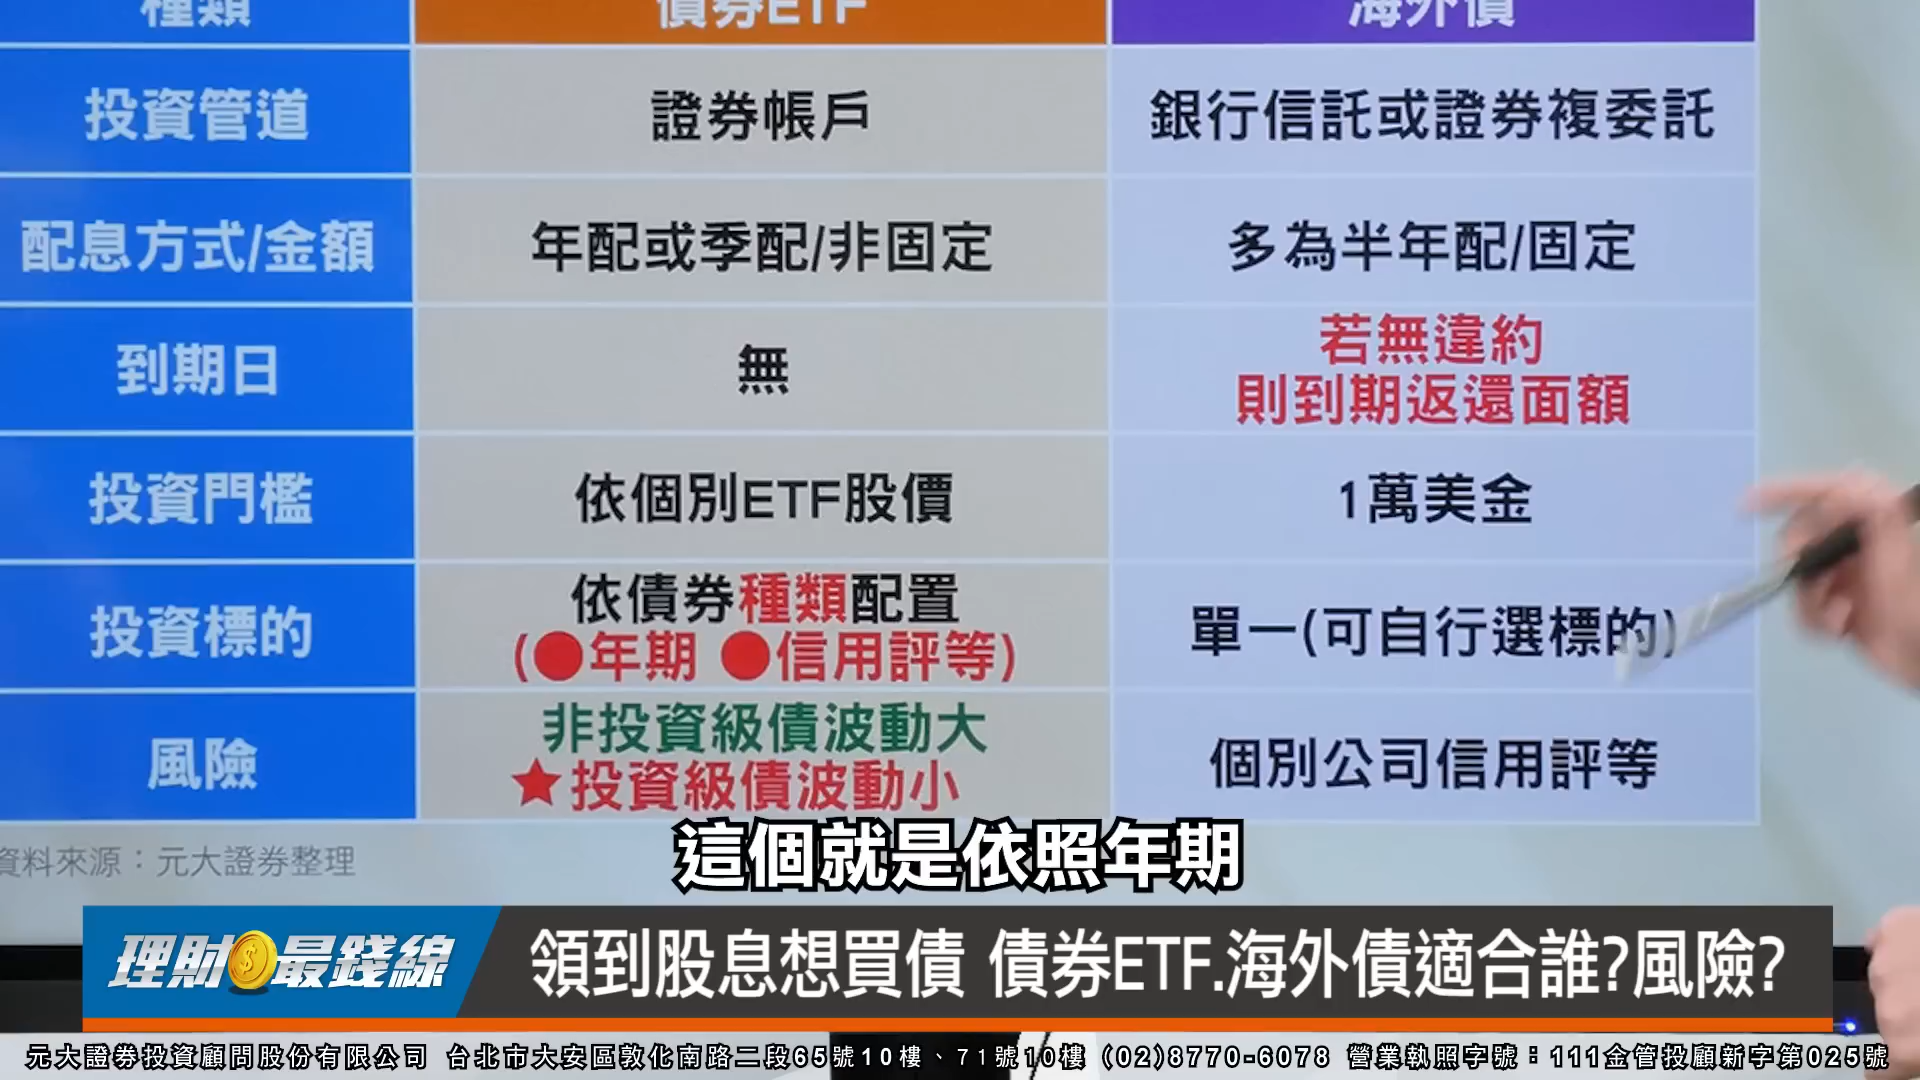 種類 債券ETF 海外債
投資管道 證券帳戶 銀行信託或證券複委託
配息方式/金額 年配或季配/非固定 多為半年配/固定
到期日 無 若無違約
則到期返還面額
投資門檻 依個別ETF股價 1萬美金
投資標的 依債券種類配置
(●年期 ●信用評等) 單一(可自行選標的)
風險 非投資級債波動大
★投資級債波動小 個別公司信用評等
資料來源：元大證券整理
這個就是依照年期
理財最錢線
領到股息想買債 債券ETF.海外債適合誰?風險?
元大證券投資顧問股份有限公司 台北市大安區敦化南路二段65號10樓、71號10樓 (02)8770-6078 營業執照字號：111金管投顧新字第025號